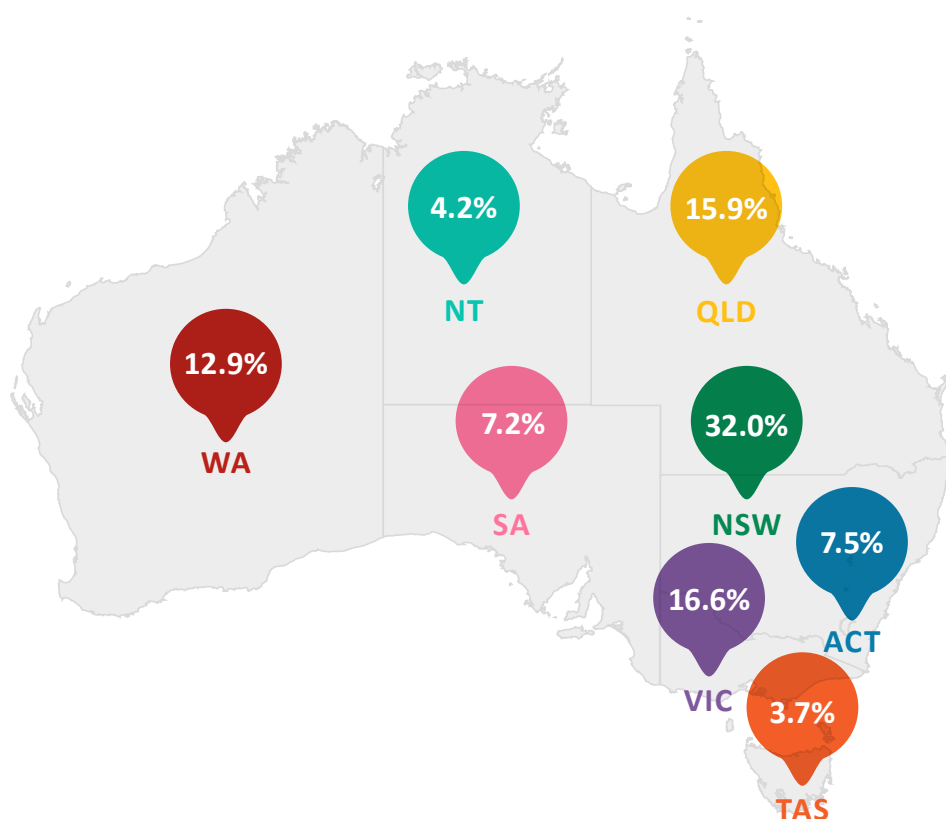 4.2%
NT
15.9%
QLD
12.9%
WA
7.2%
SA
32.0%
NSW
7.5%
ACT
16.6%
VIC
3.7%
TAS